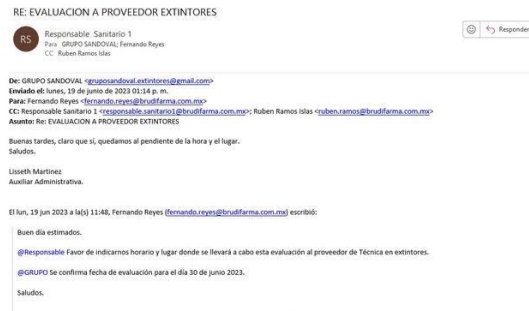 RE: EVALUACION A PROVEEDOR EXTINTORES
RS
Responsable Sanitario 1
Para GRUPO SANDOVAL; Fernando Reyes
CC Ruben Ramos Islas
Responder
De: GRUPO SANDOVAL <gruposandoval.extintores@gmail.com>
Enviado el: lunes, 19 de junio de 2023 01:14 p. m.
Para: Fernando Reyes <fernando.reyes@brudifarma.com.mx>
CC: Responsable Sanitario 1 <responsable.sanitario1@brudifarma.com.mx>; Ruben Ramos Islas <ruben.ramos@brudifarma.com.mx>
Asunto: Re: EVALUACION A PROVEEDOR EXTINTORES
Buenas tardes, claro que sí, quedamos al pendiente de la hora y el lugar.
Saludos.
Lisseth Martinez
Auxiliar Administrativa.
El lun, 19 jun 2023 a la(s) 11:48, Fernando Reyes (fernando.reyes@brudifarma.com.mx) escribió:
Buen día estimados.
@Responsable Favor de indicarnos horario y lugar donde se llevará a cabo esta evaluación al proveedor de Técnica en extintores.
@GRUPO Se confirma fecha de evaluación para el día 30 de junio 2023.
Saludos.